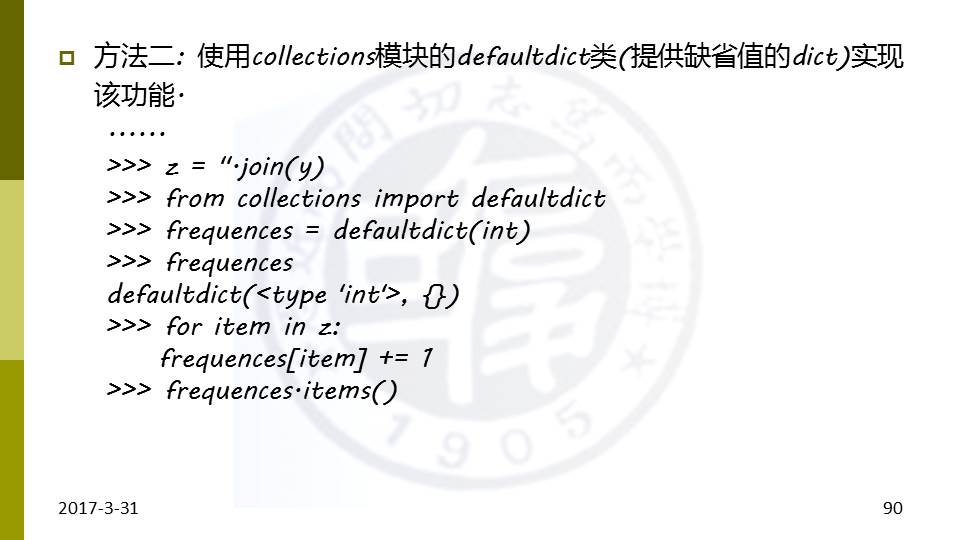 方法二: 使用collections模块的defaultdict类(提供缺省值的dict)实现
该功能.
......
>>> z = ''.join(y)
>>> from collections import defaultdict
>>> frequences = defaultdict(int)
>>> frequences
defaultdict(<type 'int'>, {})
>>> for item in z:
frequences[item] += 1
>>> frequences.items()
1905
2017-3-31
90